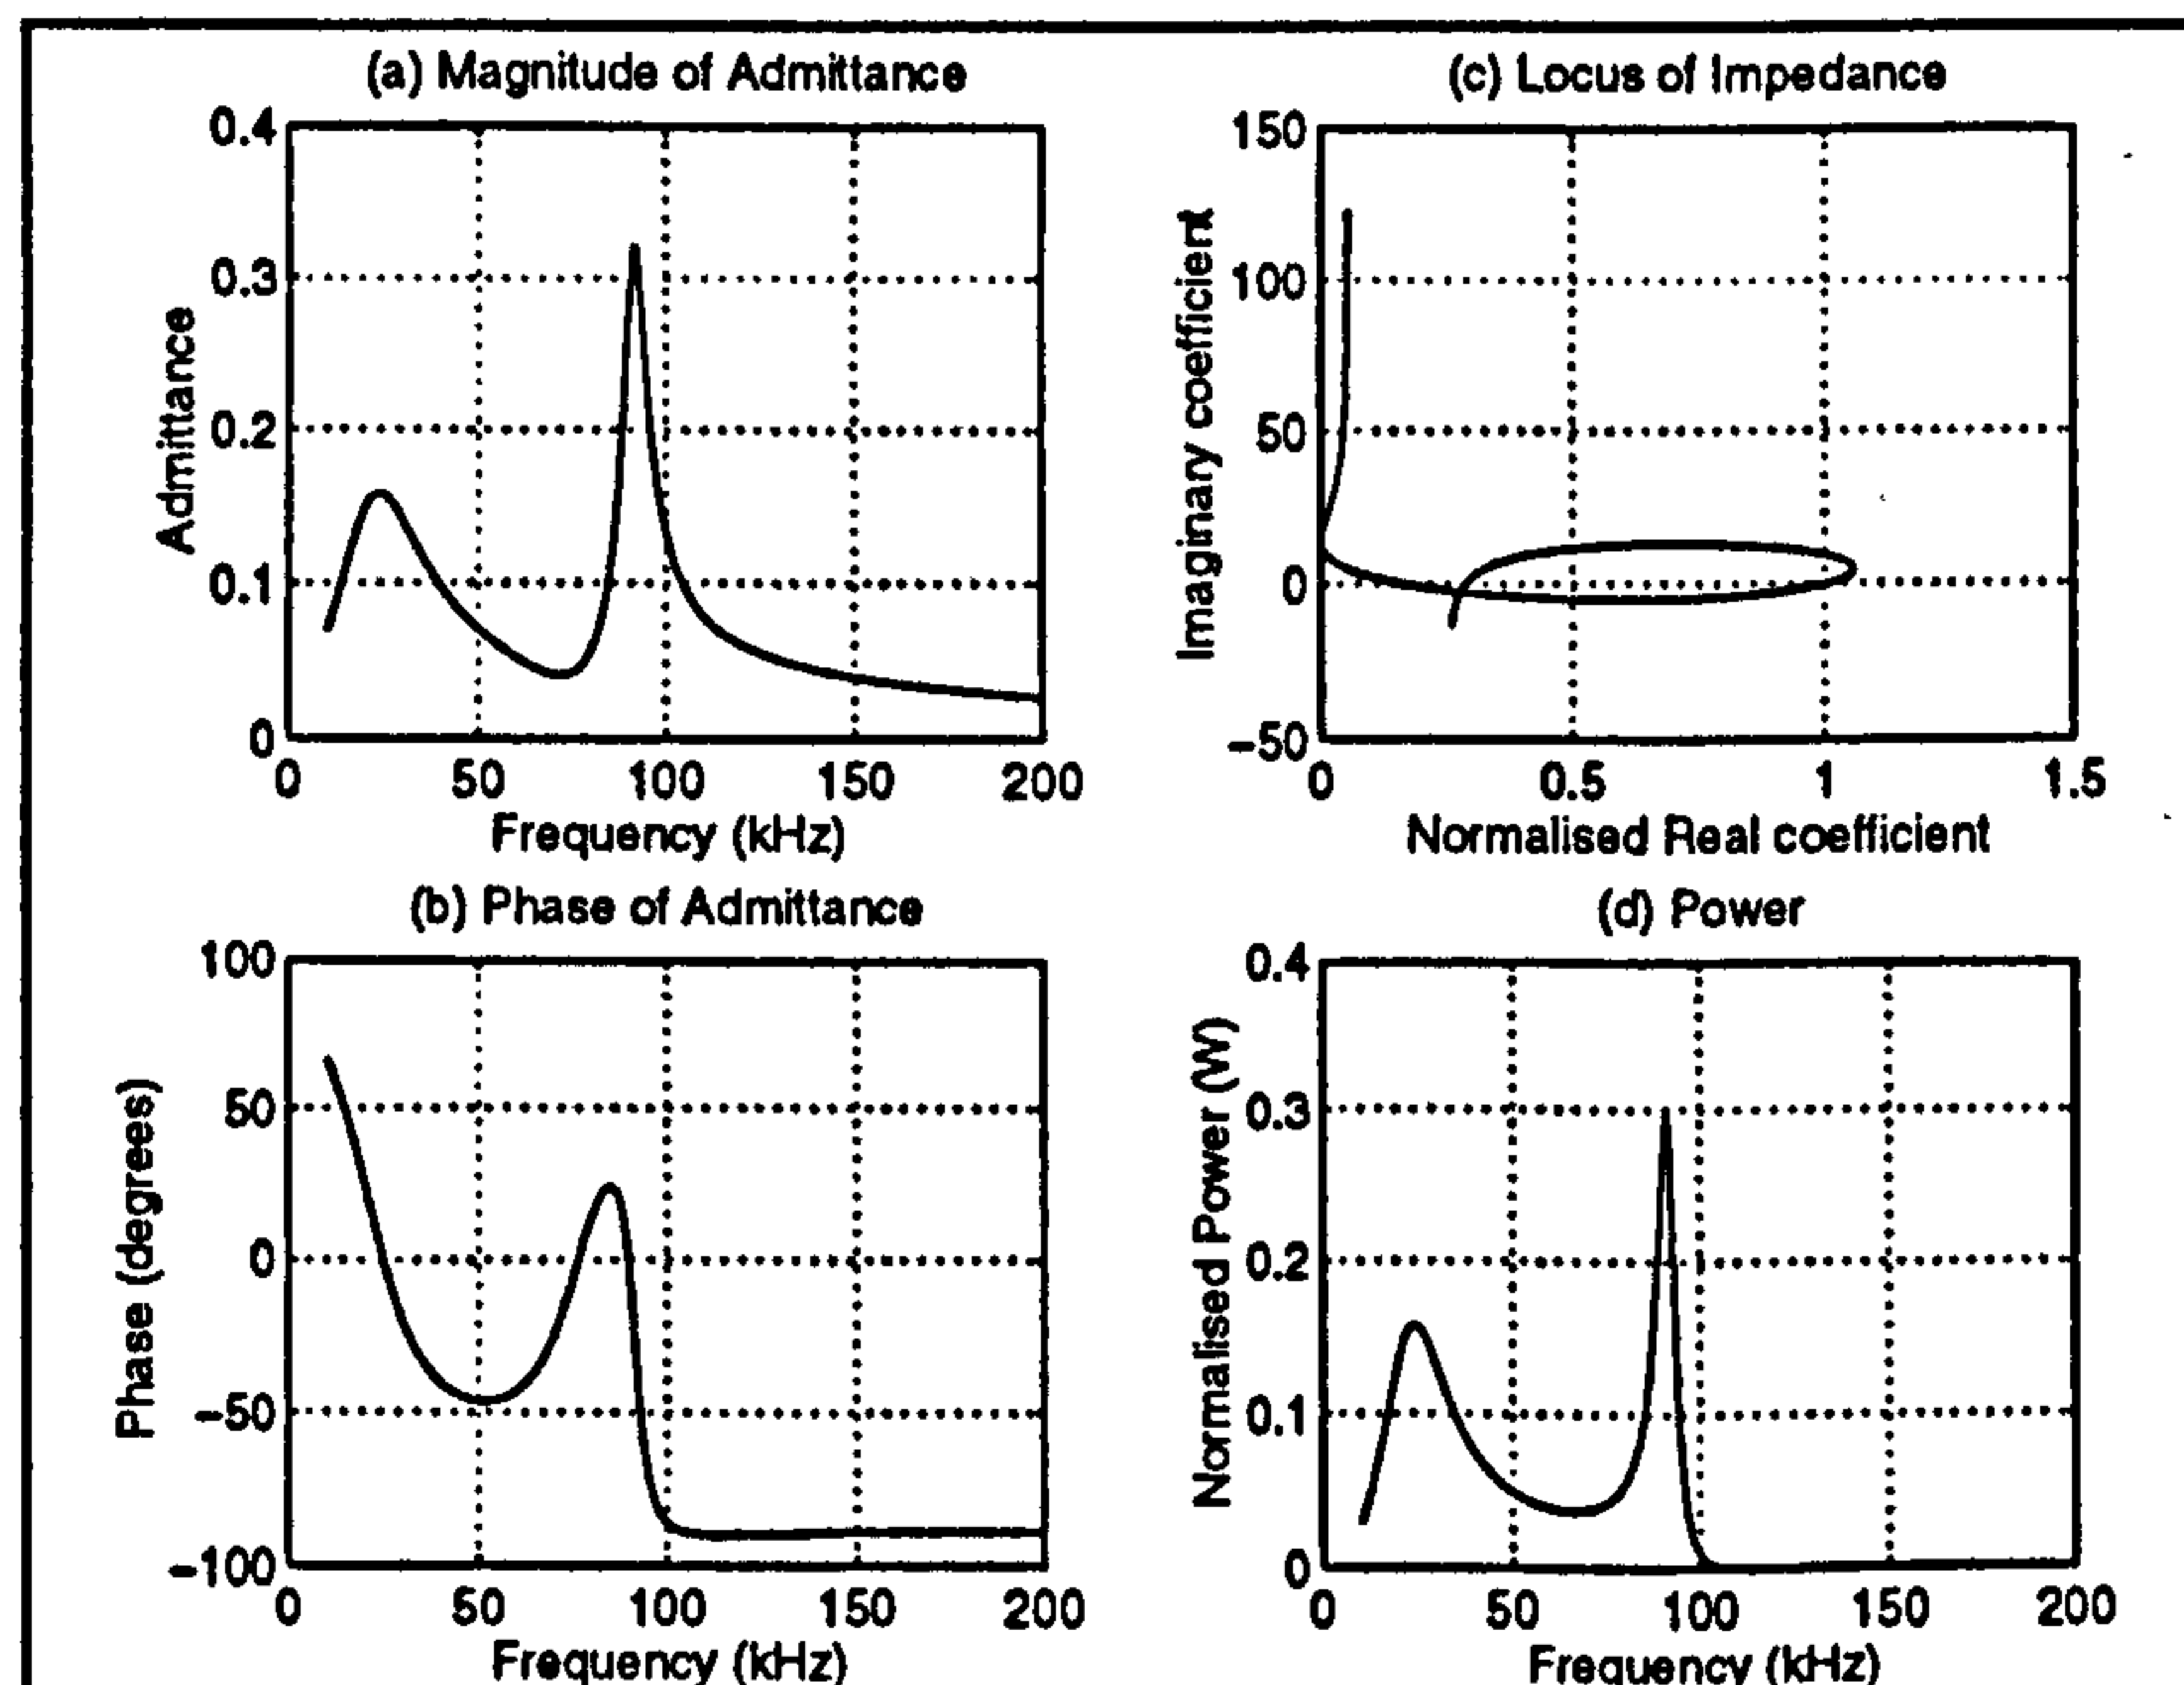 (a) Magnitude of Admittance
0.4
0.3
0.2
0.1
0
Admittance
0 50 100 150 200
Frequency (kHz)
(c) Locus of Impedance
150
100
50
0
-50
Imaginary coefficient
0 0.5 1 1.5
Normalised Real coefficient
(b) Phase of Admittance
100
50
0
-50
-100
Phase (degrees)
0 50 100 150 200
Frequency (kHz)
(d) Power
0.4
0.3
0.2
0.1
0
Normalised Power (W)
0 50 100 150 200
Frequency (kHz)